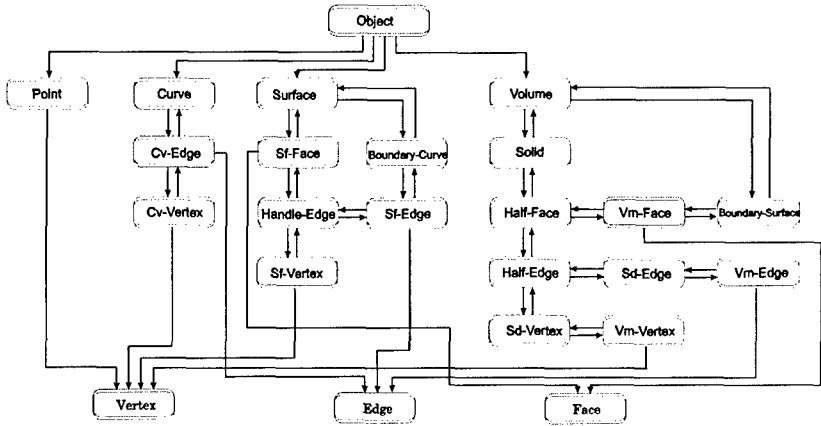 Object
Point
Curve
Surface
Volume
Cv-Edge
Sf-Face
Boundary-Curve
Solid
Cv-Vertex
Handle-Edge
Sf-Edge
Half-Face
Vm-Face
Boundary-Surface
Sf-Vertex
Half-Edge
Sd-Edge
Vm-Edge
Sd-Vertex
Vm-Vertex
Vertex
Edge
Face